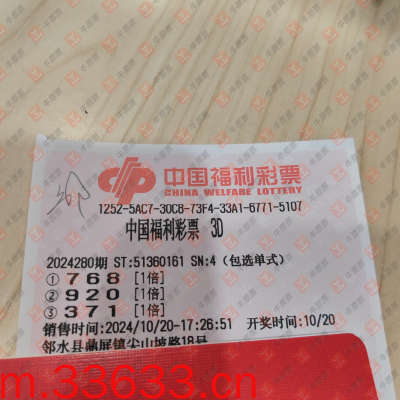 中国福利彩票
CHINA WELFARE LOTTERY
1252-5AC7-30C8-73F4-33A1-6771-5107
中国福利彩票 3D
2024280期 ST:51360161 SN:4 (包选单式)
① 768 [1倍]
② 920 [1倍]
③ 371 [1倍]
销售时间:2024/10/20-17:26:51 开奖时间:10/20
邻水县鼎屏镇尖山坡路18号
m.33633.cn